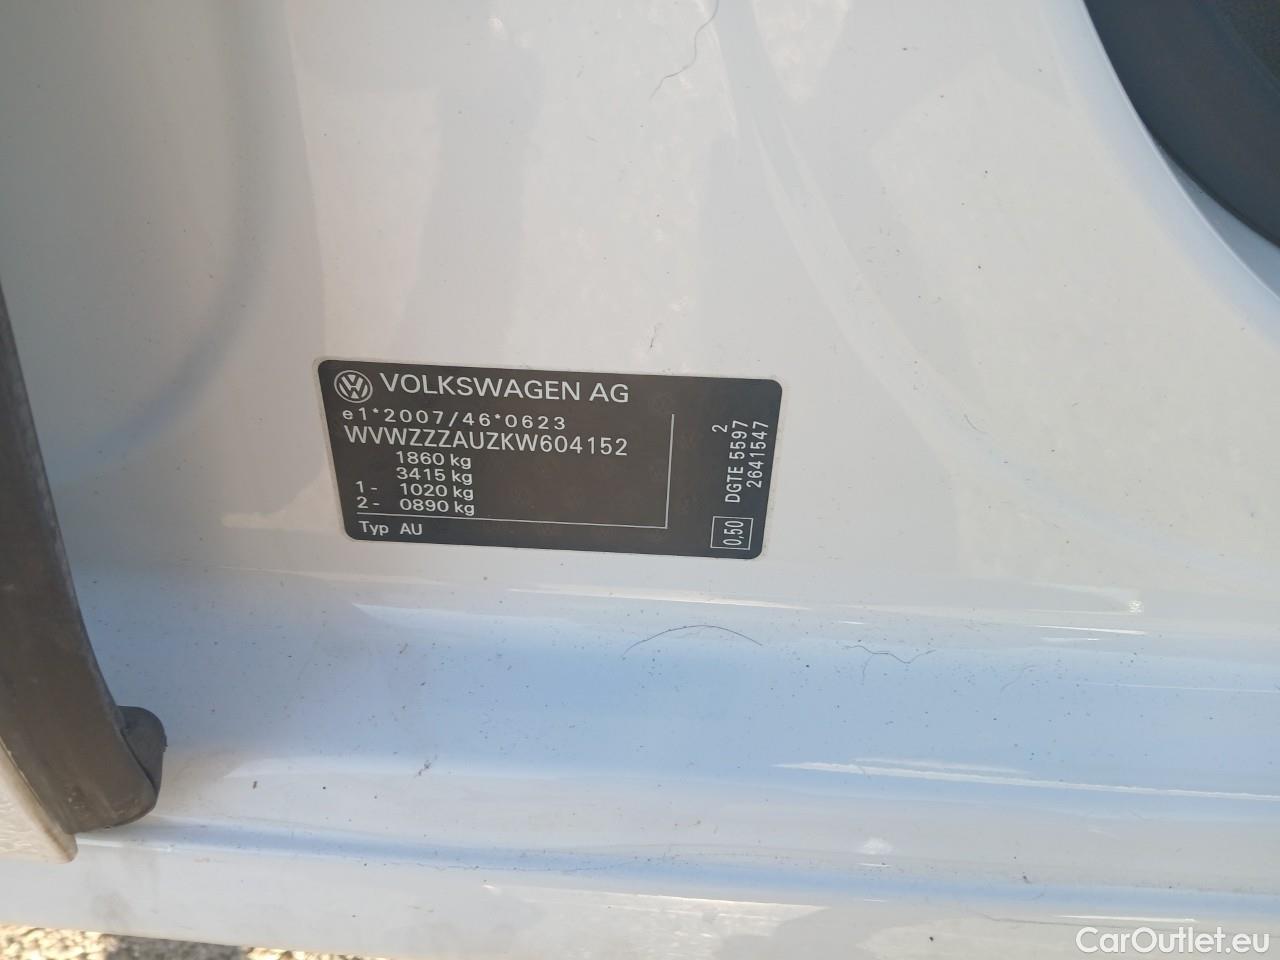 VOLKSWAGEN AG
e1*2007/46*0623
WVWZZZAUZKW604152
1860 kg
3415 kg
1- 1020 kg
2- 0890 kg
Typ AU
2
DGTE 5597
2641547
0,50
CarOutlet.eu